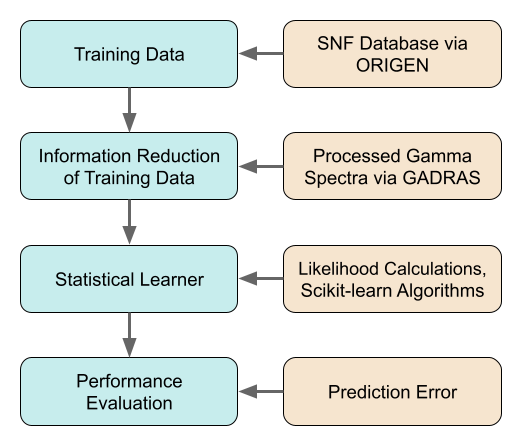 Training Data
SNF Database via
ORIGEN
Information Reduction
of Training Data
Processed Gamma
Spectra via GADRAS
Statistical Learner
Likelihood Calculations,
Scikit-learn Algorithms
Performance
Evaluation
Prediction Error